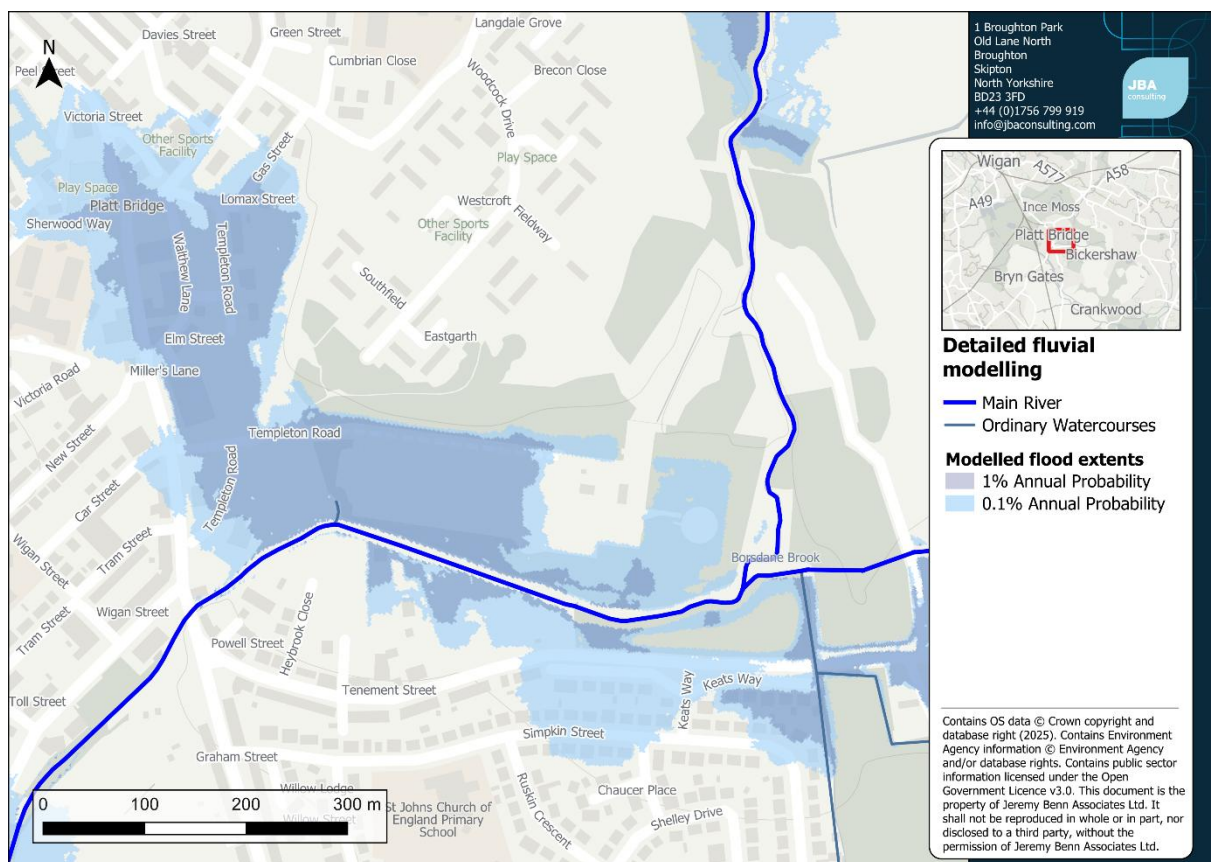 Langdale Grove
Davies Street
Green Street
N
Peel Street
Cumbrian Close
Woodcock Drive
Brecon Close
Victoria Street
Other Sports
Facility
Gas Street
Play Space
Play Space
Platt Bridge
Lomax Street
Westcroft
Fieldway
Sherwood Way
Other Sports
Facility
Walthew Lane
Templeton Road
Southfield
Elm Street
Eastgarth
Miller's Lane
Victoria Road
New Street
Templeton Road
Car Street
Templeton Road
Wigan Street
Tram Street
Borsdane Brook
Wigan Street
Tram Street
Heybrook Close
Powell Street
Keats Way
Keats Way
Toll Street
Tenement Street
Simpkin Street
Graham Street
Willow Lodge
Willow Street
Ruskin Crescent
Chaucer Place
Shelley Drive
St Johns Church of
England Primary
School
0 100 200 300 m
1 Broughton Park
Old Lane North
Broughton
Skipton
North Yorkshire
BD23 3FD
+44 (0)1756 799 919
info@jbaconsulting.com
JBA
consulting
Wigan
A577
A58
A49
Ince Moss
Platt Bridge
Bickershaw
Bryn Gates
Crankwood
Detailed fluvial
modelling
Main River
Ordinary Watercourses
Modelled flood extents
1% Annual Probability
0.1% Annual Probability
Contains OS data © Crown copyright and
database right (2025). Contains Environment
Agency information © Environment Agency
and/or database rights. Contains public sector
information licensed under the Open
Government Licence v3.0. This document is the
property of Jeremy Benn Associates Ltd. It
shall not be reproduced in whole or in part, nor
disclosed to a third party, without the
permission of Jeremy Benn Associates Ltd.